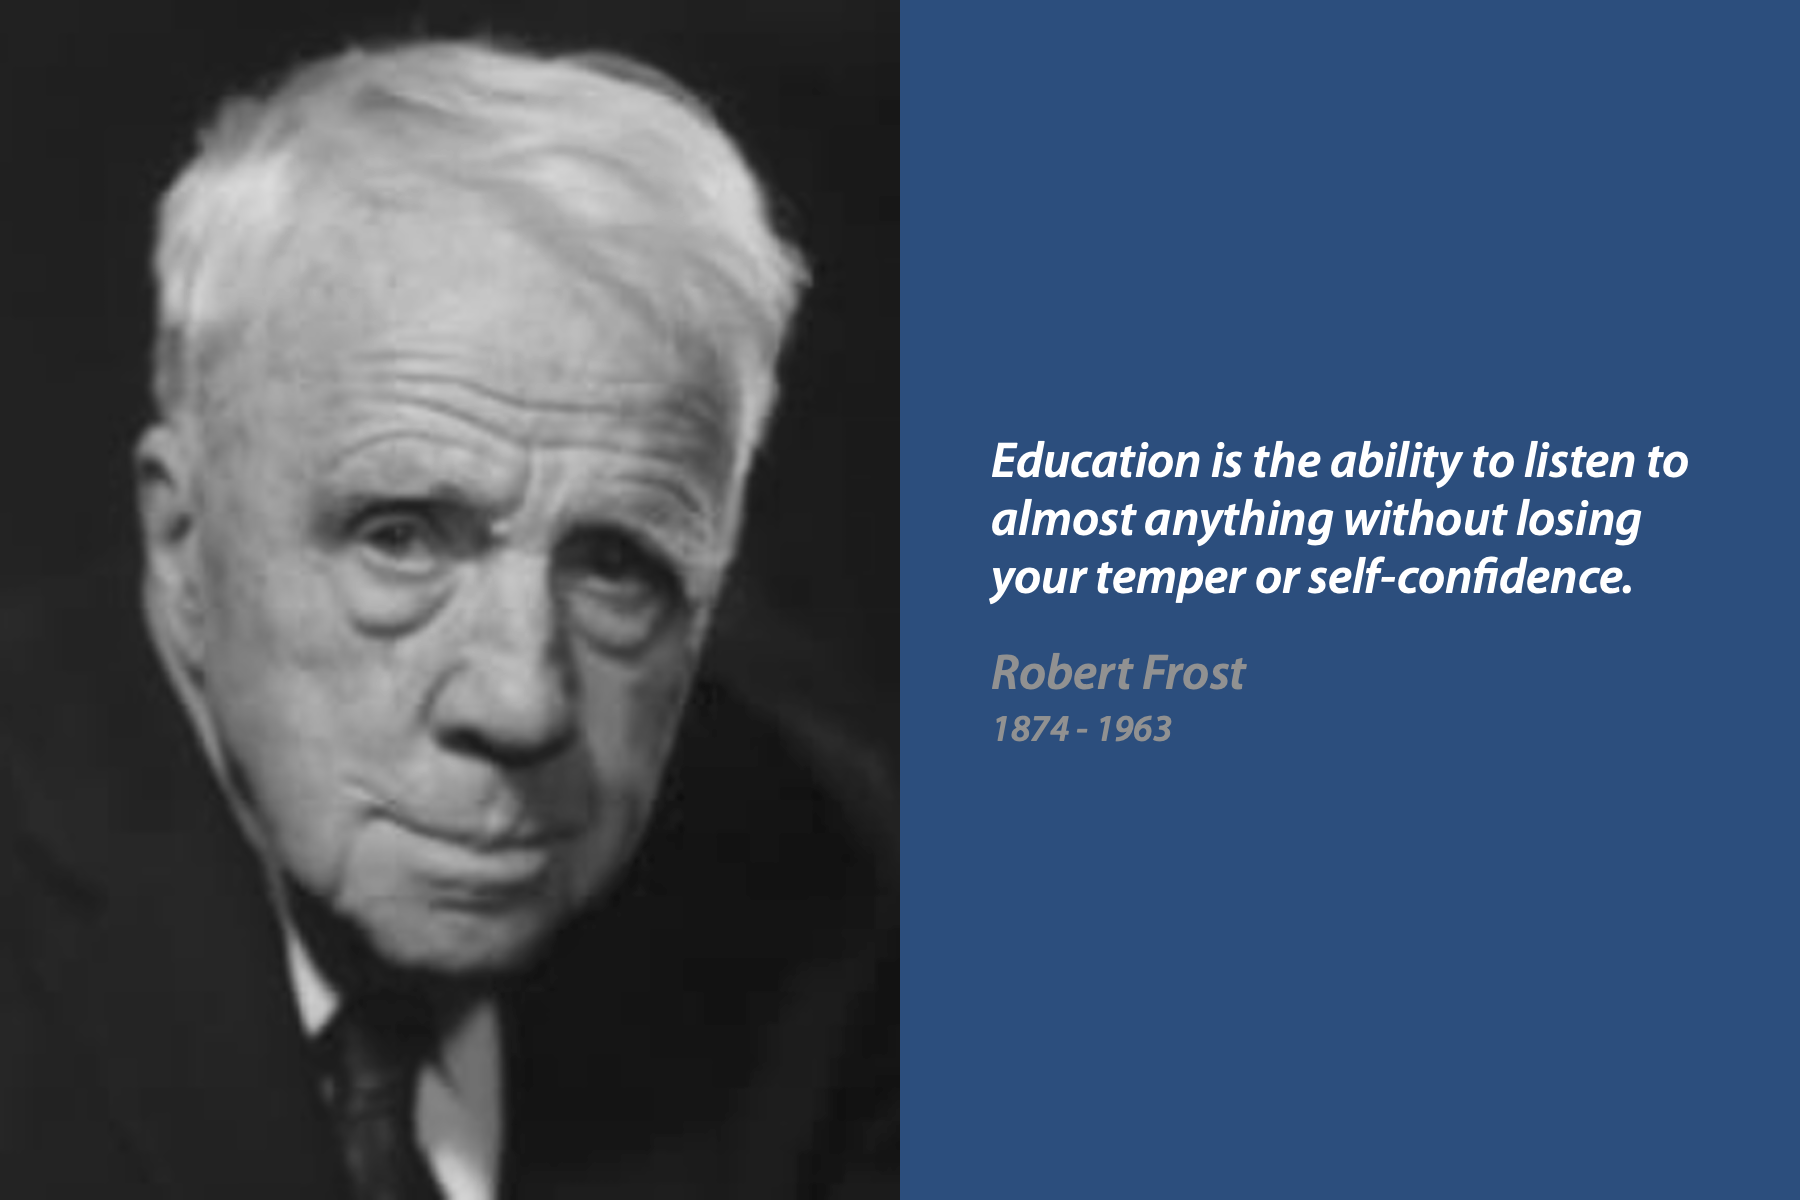 Education is the ability to listen to
almost anything without losing
your temper or self-confidence.
Robert Frost
1874 - 1963